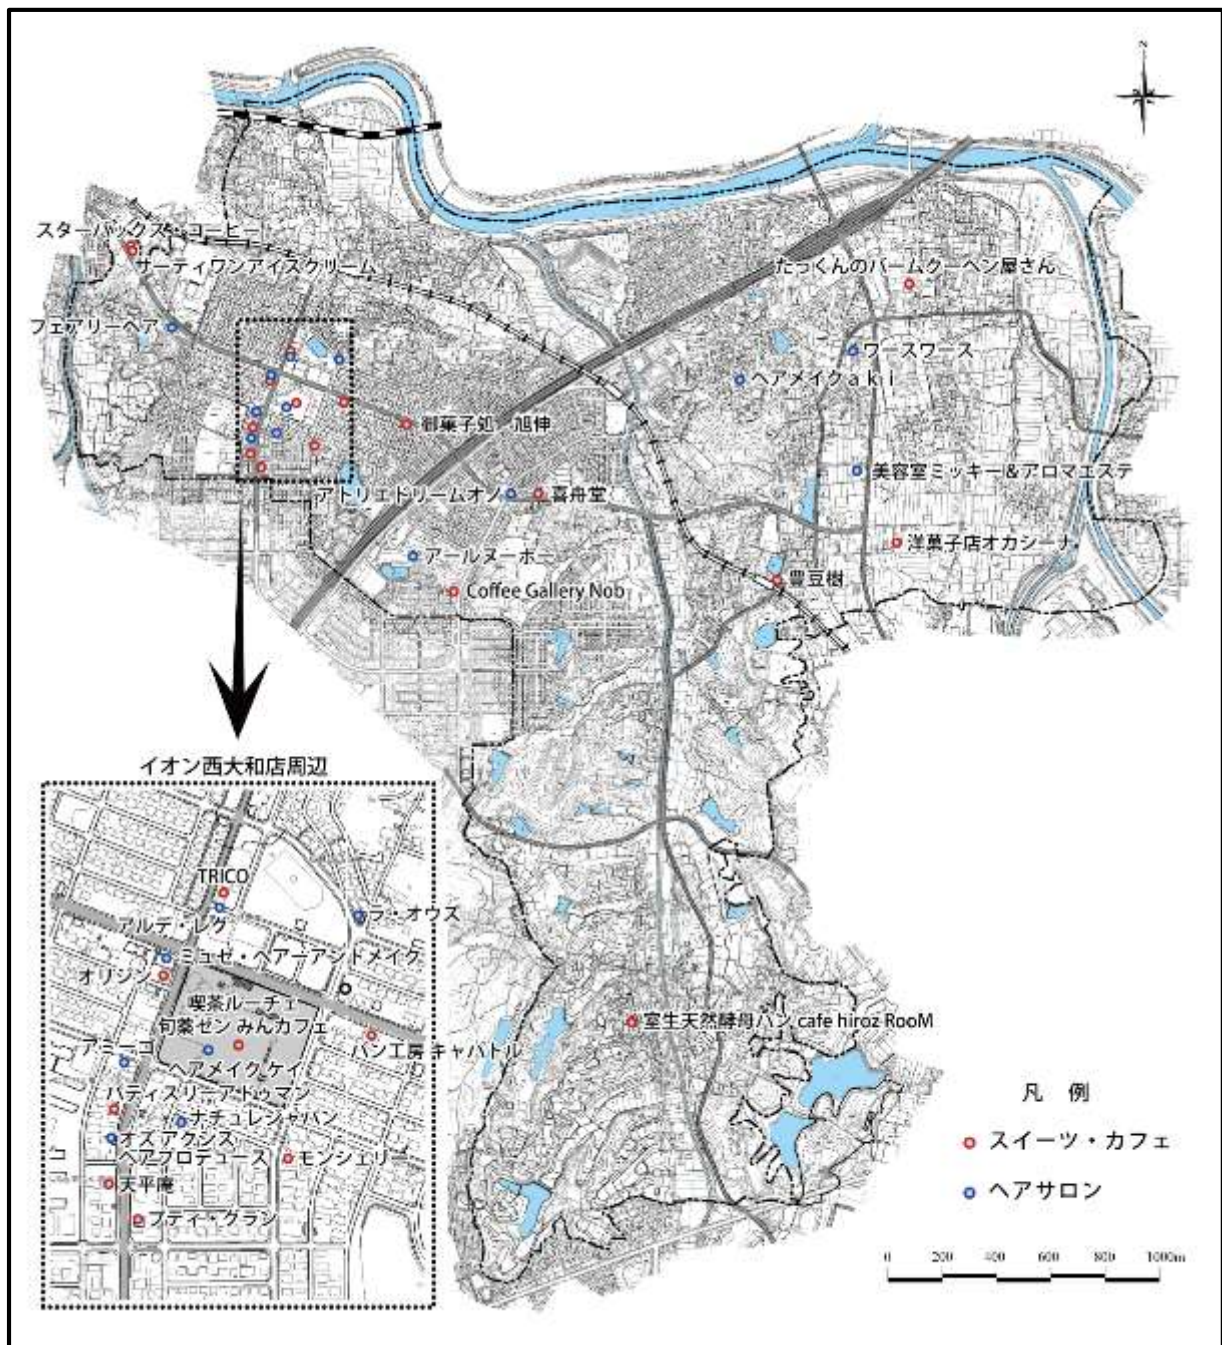 N
スターバックス・コーヒー
サーティワンアイスクリーム
たっくんのバームクーヘン屋さん
フェアリーヘア
ワースワース
ヘアメイクaki
御菓子処 旭伸
美容室ミッキー&アロマエステ
アトリエドリームオノ
喜舟堂
洋菓子店オカシーナ
アールヌーボー
豊豆樹
Coffee Gallery Nob
イオン西大和店周辺
TRICO
アルテ・レグ
ラ・オウス
ミュゼ・ヘアーアンドメイク
オリジン
喫茶ルーチェ
旬菜ゼン みんカフェ
室生天然酵母パン cafe hiroz RooM
アミーゴ
パン工房 キャパトル
ヘアメイクケイ
パティスリーアトゥマン
ナチュレジャパン
オズ アクシス
ヘアプロデュース
モンシェリー
天平庵
プティ・グラン
凡 例
スイーツ・カフェ
ヘアサロン
0 200 400 600 800 1000m